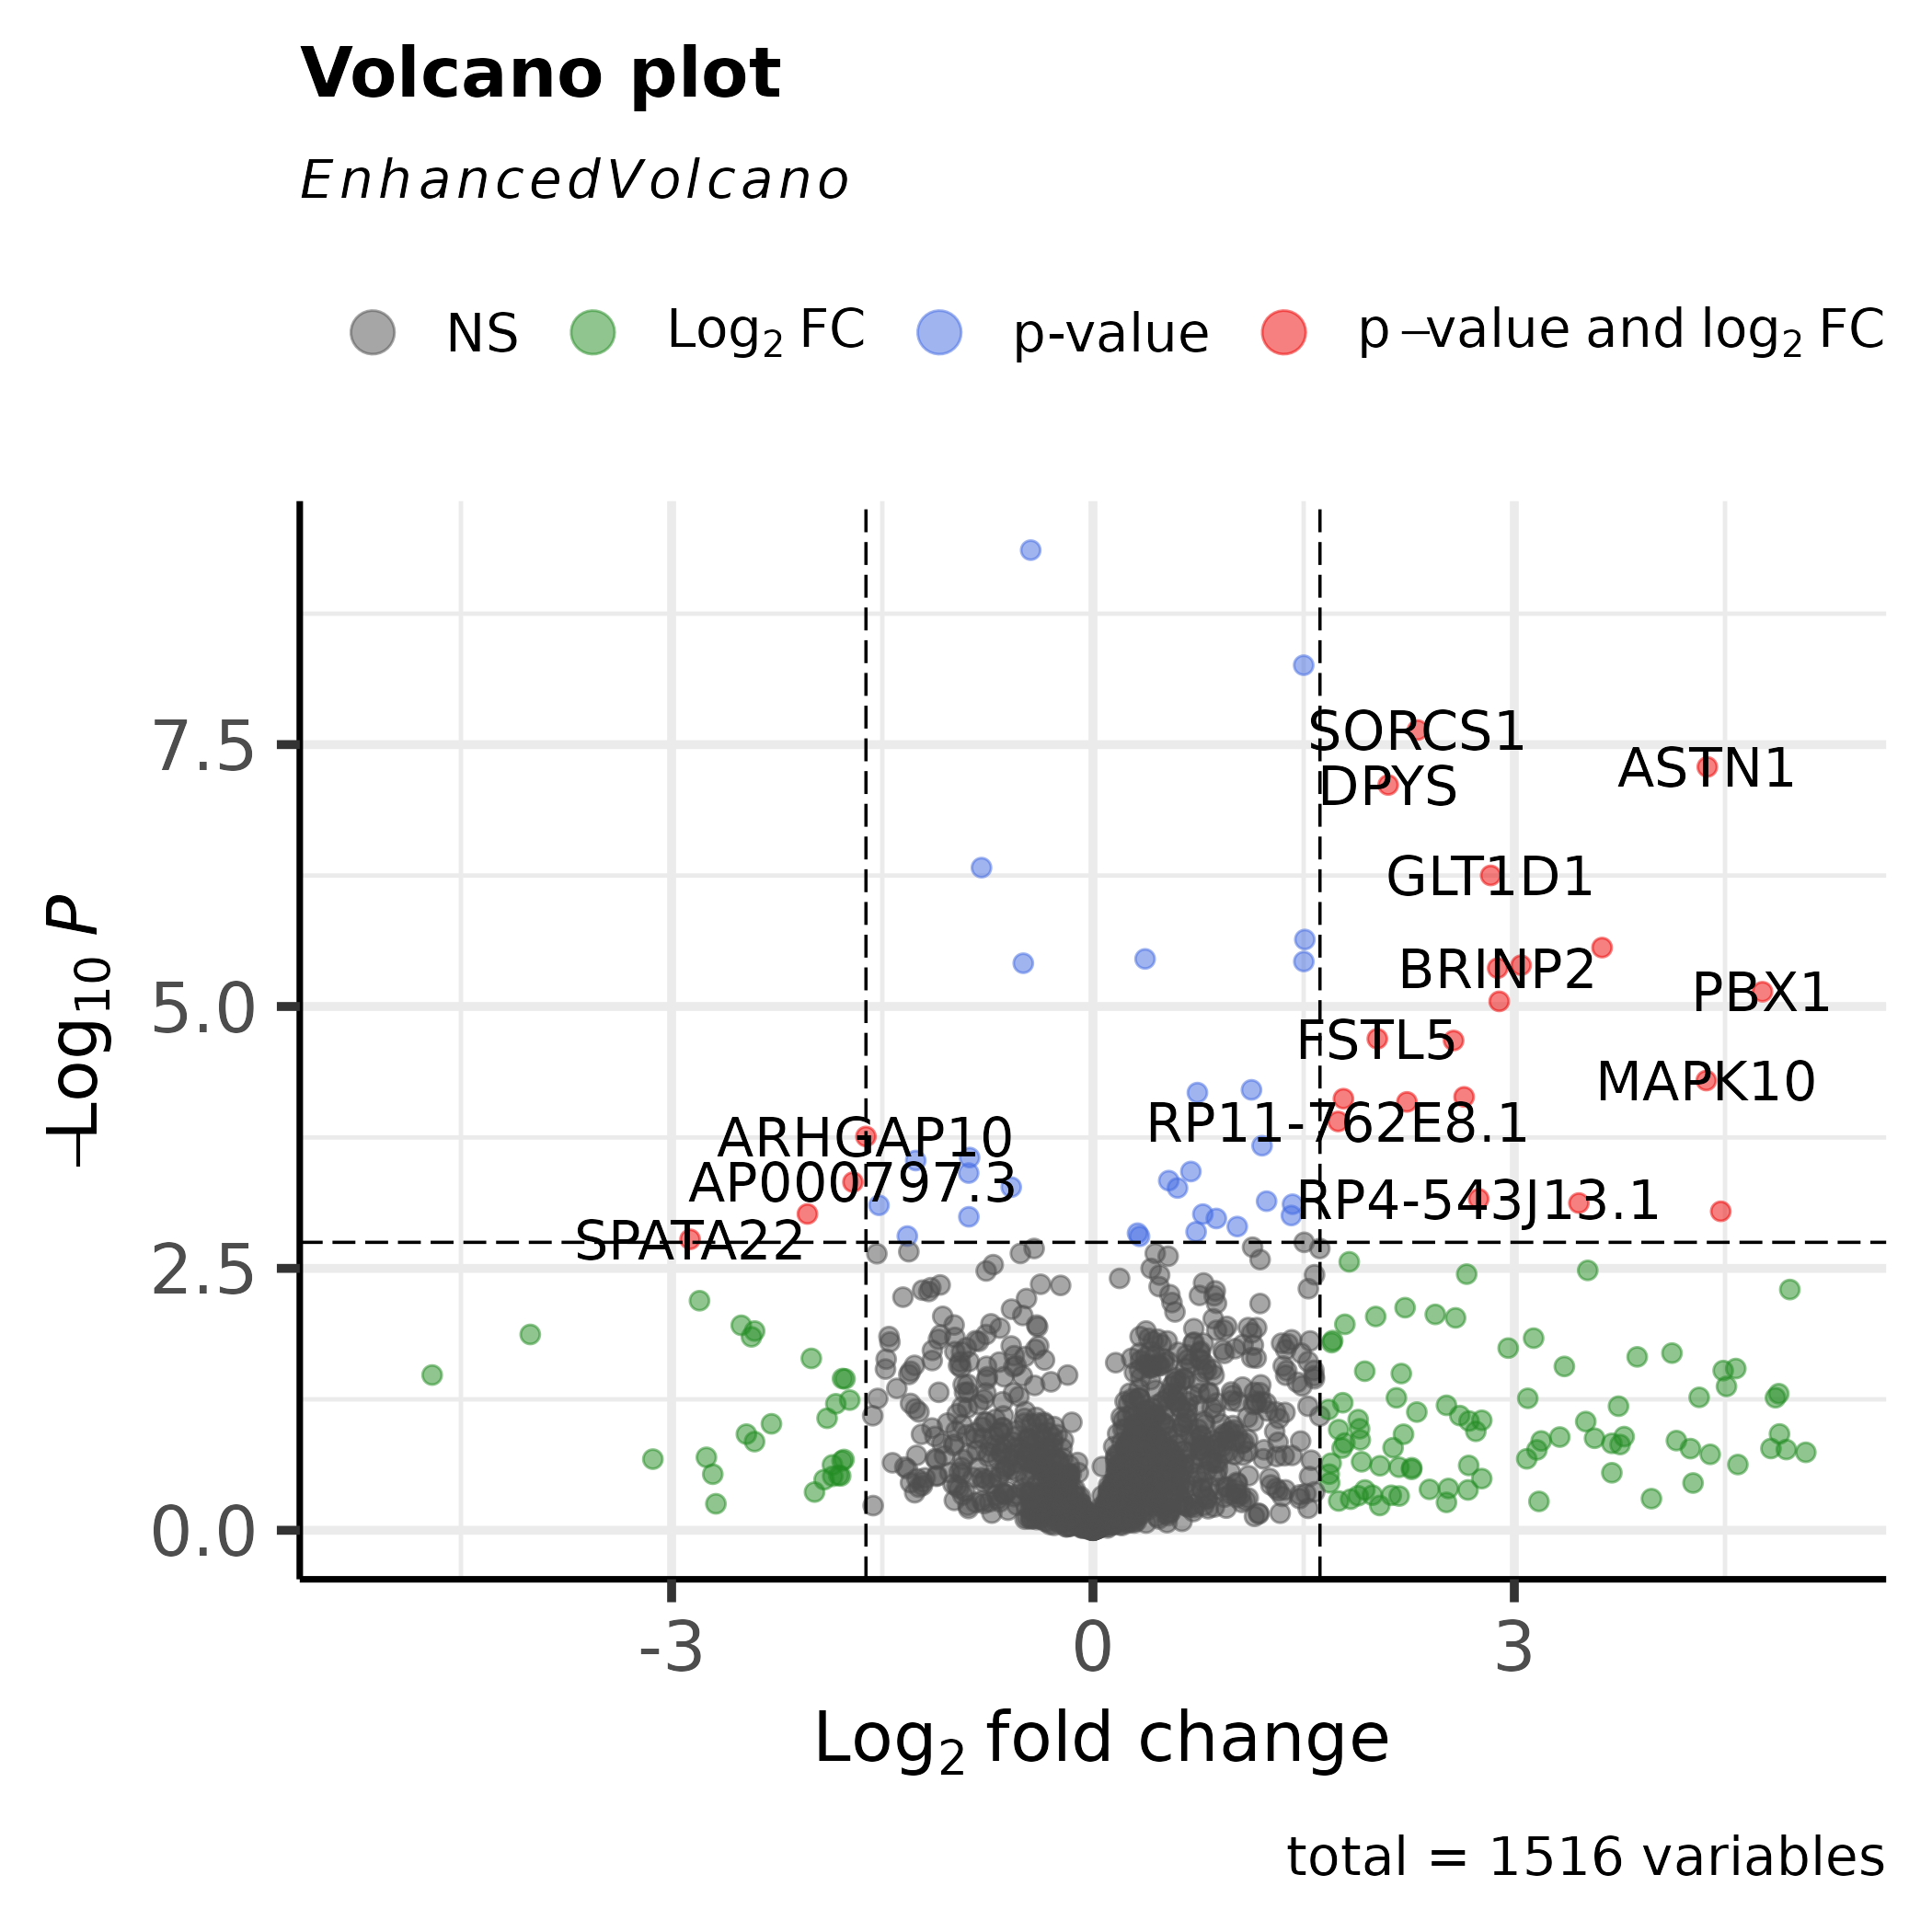 Volcano plot
EnhancedVolcano
NS Log₂ FC p-value p−value and log₂ FC
−Log₁₀ P
7.5
5.0
2.5
0.0
SORCS1
ASTN1
DPYS
GLT1D1
BRINP2
PBX1
FSTL5
MAPK10
RP11-762E8.1
ARHGAP10
AP000797.3
RP4-543J13.1
SPATA22
-3 0 3
Log₂ fold change
total = 1516 variables